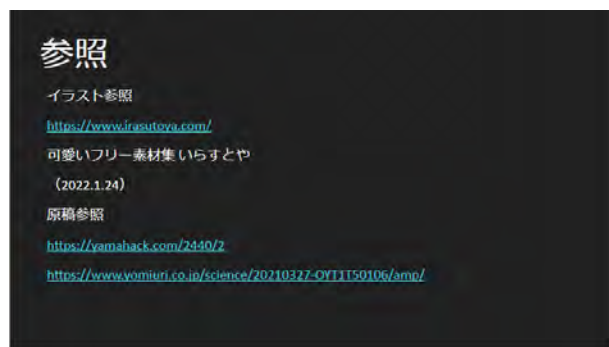 参照
イラスト参照
https://www.irasutoya.com/
可愛いフリー素材集 いらすとや
（2022.1.24）
原稿参照
https://yamahack.com/2440/2
https://www.yomiuri.co.jp/science/20210327-OYT1T50106/amp/